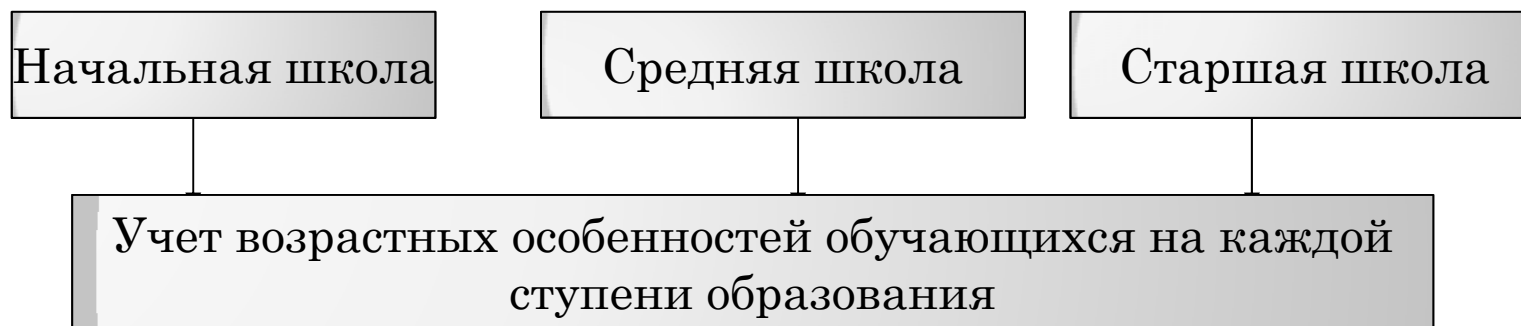 Начальная школа
Средняя школа
Старшая школа
Учет возрастных особенностей обучающихся на каждой
ступени образования